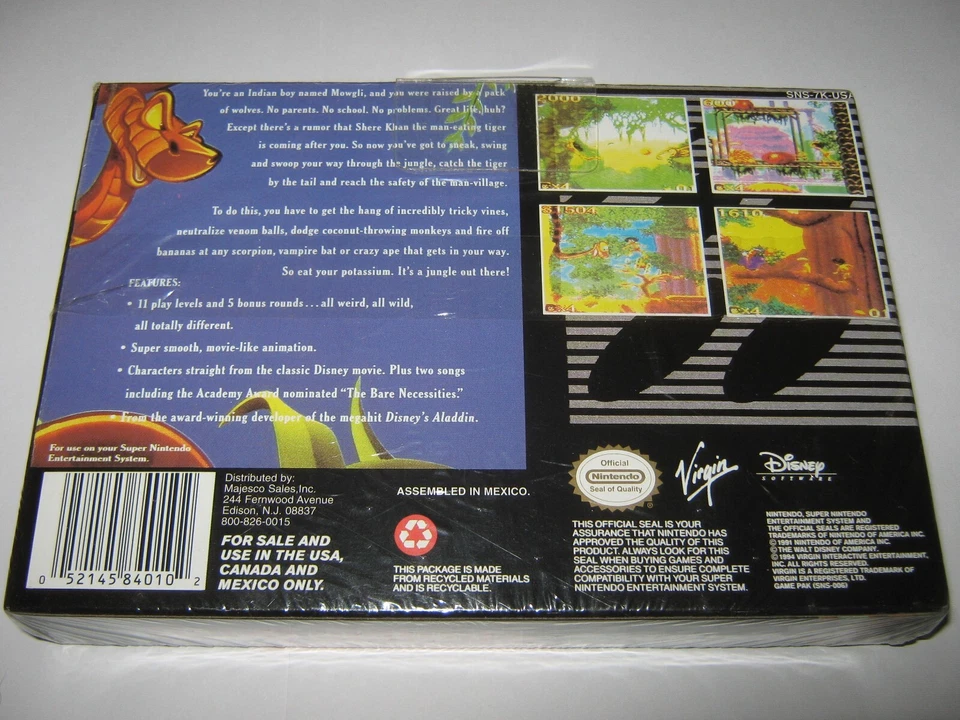 You're an Indian boy named Mowgli, and you were raised by a pack
of wolves. No parents. No school. No problems. Great life, huh?
Except there's a rumor that Shere Khan the man-eating tiger
is coming after you. So now you've got to sneak, swing
and swoop your way through the jungle, catch the tiger
by the tail and reach the safety of the man-village.
To do this, you have to get the hang of incredibly tricky vines,
neutralize venom balls, dodge coconut-throwing monkeys and fire off
bananas at any scorpion, vampire bat or crazy ape that gets in your way.
So eat your potassium. It's a jungle out there!
FEATURES:
• 11 play levels and 5 bonus rounds...all weird, all wild,
all totally different.
• Super smooth, movie-like animation.
• Characters straight from the classic Disney movie. Plus two songs
including the Academy Award nominated "The Bare Necessities."
• From the award-winning developer of the megahit Disney's Aladdin.
For use on your Super Nintendo
Entertainment System.
SNS-7K-USA
2000
x4
01
x4
x4
1610
x4
01
0 52145 84010 2
Distributed by:
Majesco Sales,Inc.
244 Fernwood Avenue
Edison, N.J. 08837
800-826-0015
FOR SALE AND
USE IN THE USA,
CANADA AND
MEXICO ONLY.
ASSEMBLED IN MEXICO.
THIS PACKAGE IS MADE
FROM RECYCLED MATERIALS
AND IS RECYCLABLE.
Official
Nintendo
Seal of Quality
Virgin
DISNEY
SOFTWARE
THIS OFFICIAL SEAL IS YOUR
ASSURANCE THAT NINTENDO HAS
APPROVED THE QUALITY OF THIS
PRODUCT. ALWAYS LOOK FOR THIS
SEAL WHEN BUYING GAMES AND
ACCESSORIES TO ENSURE COMPLETE
COMPATIBILITY WITH YOUR SUPER
NINTENDO ENTERTAINMENT SYSTEM.
NINTENDO, SUPER NINTENDO
ENTERTAINMENT SYSTEM AND
THE OFFICIAL SEALS ARE REGISTERED
TRADEMARKS OF NINTENDO OF AMERICA INC.
© 1991 NINTENDO OF AMERICA INC.
© THE WALT DISNEY COMPANY.
© 1994 VIRGIN INTERACTIVE ENTERTAINMENT,
INC. ALL RIGHTS RESERVED.
VIRGIN IS A REGISTERED TRADEMARK OF
VIRGIN ENTERPRISES, LTD.
GAME PAK (SNS-006)